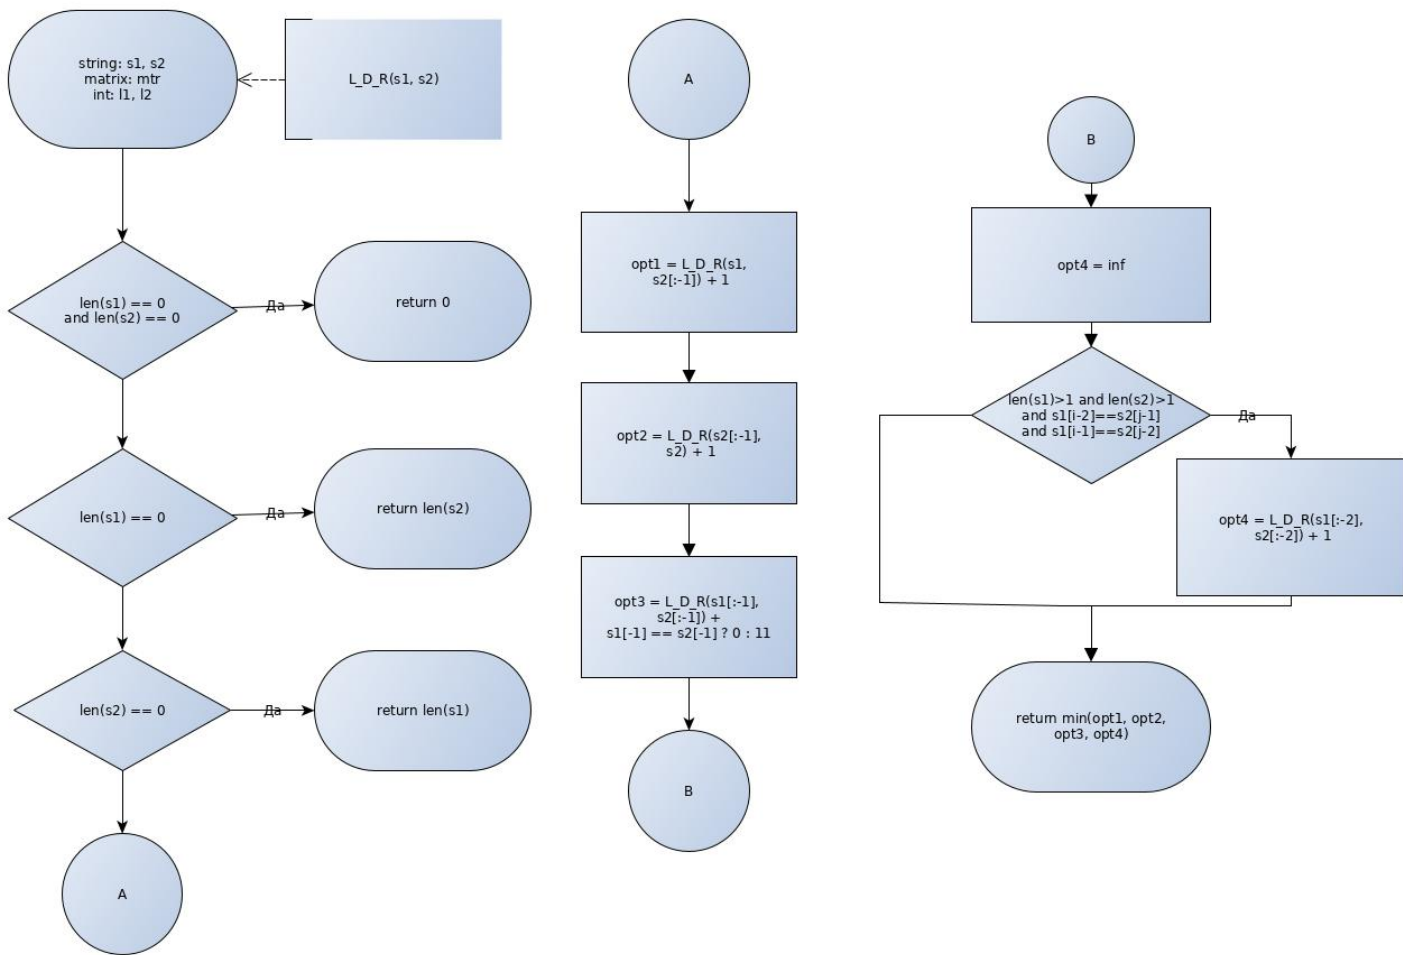 string: s1, s2
matrix: mtr
int: l1, l2
L_D_R(s1, s2)
len(s1) == 0
and len(s2) == 0
Да
return 0
len(s1) == 0
Да
return len(s2)
len(s2) == 0
Да
return len(s1)
A
A
opt1 = L_D_R(s1,
s2[:-1]) + 1
opt2 = L_D_R(s2[:-1],
s2) + 1
opt3 = L_D_R(s1[:-1],
s2[:-1]) +
s1[-1] == s2[-1] ? 0 : 11
B
B
opt4 = inf
len(s1)>1 and len(s2)>1
and s1[i-2]==s2[j-1]
and s1[i-1]==s2[j-2]
Да
opt4 = L_D_R(s1[:-2],
s2[:-2]) + 1
return min(opt1, opt2,
opt3, opt4)